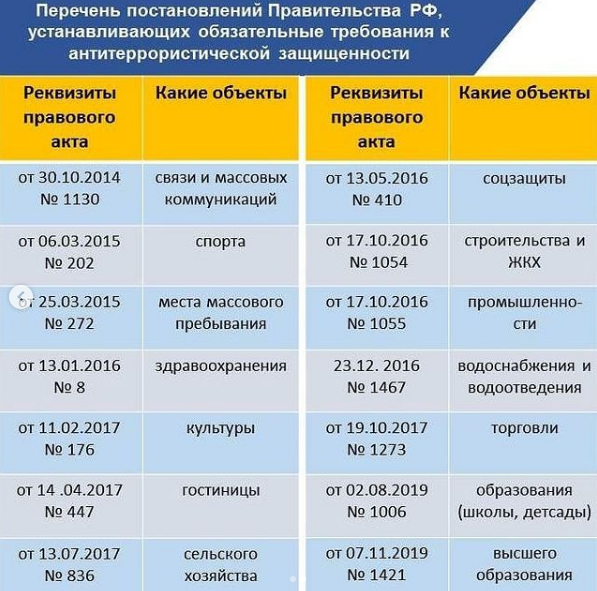 Перечень постановлений Правительства РФ,
устанавливающих обязательные требования к
антитеррористической защищенности
Реквизиты
правового
акта
Какие объекты
Реквизиты
правового
акта
Какие объекты
от 30.10.2014
№ 1130
связи и массовых
коммуникаций
от 13.05.2016
№ 410
соцзащиты
от 06.03.2015
№ 202
спорта
от 17.10.2016
№ 1054
строительства и
ЖКХ
от 25.03.2015
№ 272
места массового
пребывания
от 17.10.2016
№ 1055
промышленно-
сти
от 13.01.2016
№ 8
здравоохранения
23.12. 2016
№ 1467
водоснабжения и
водоотведения
от 11.02.2017
№ 176
культуры
от 19.10.2017
№ 1273
торговли
от 14 .04.2017
№ 447
гостиницы
от 02.08.2019
№ 1006
образования
(школы, детсады)
от 13.07.2017
№ 836
сельского
хозяйства
от 07.11.2019
№ 1421
высшего
образования